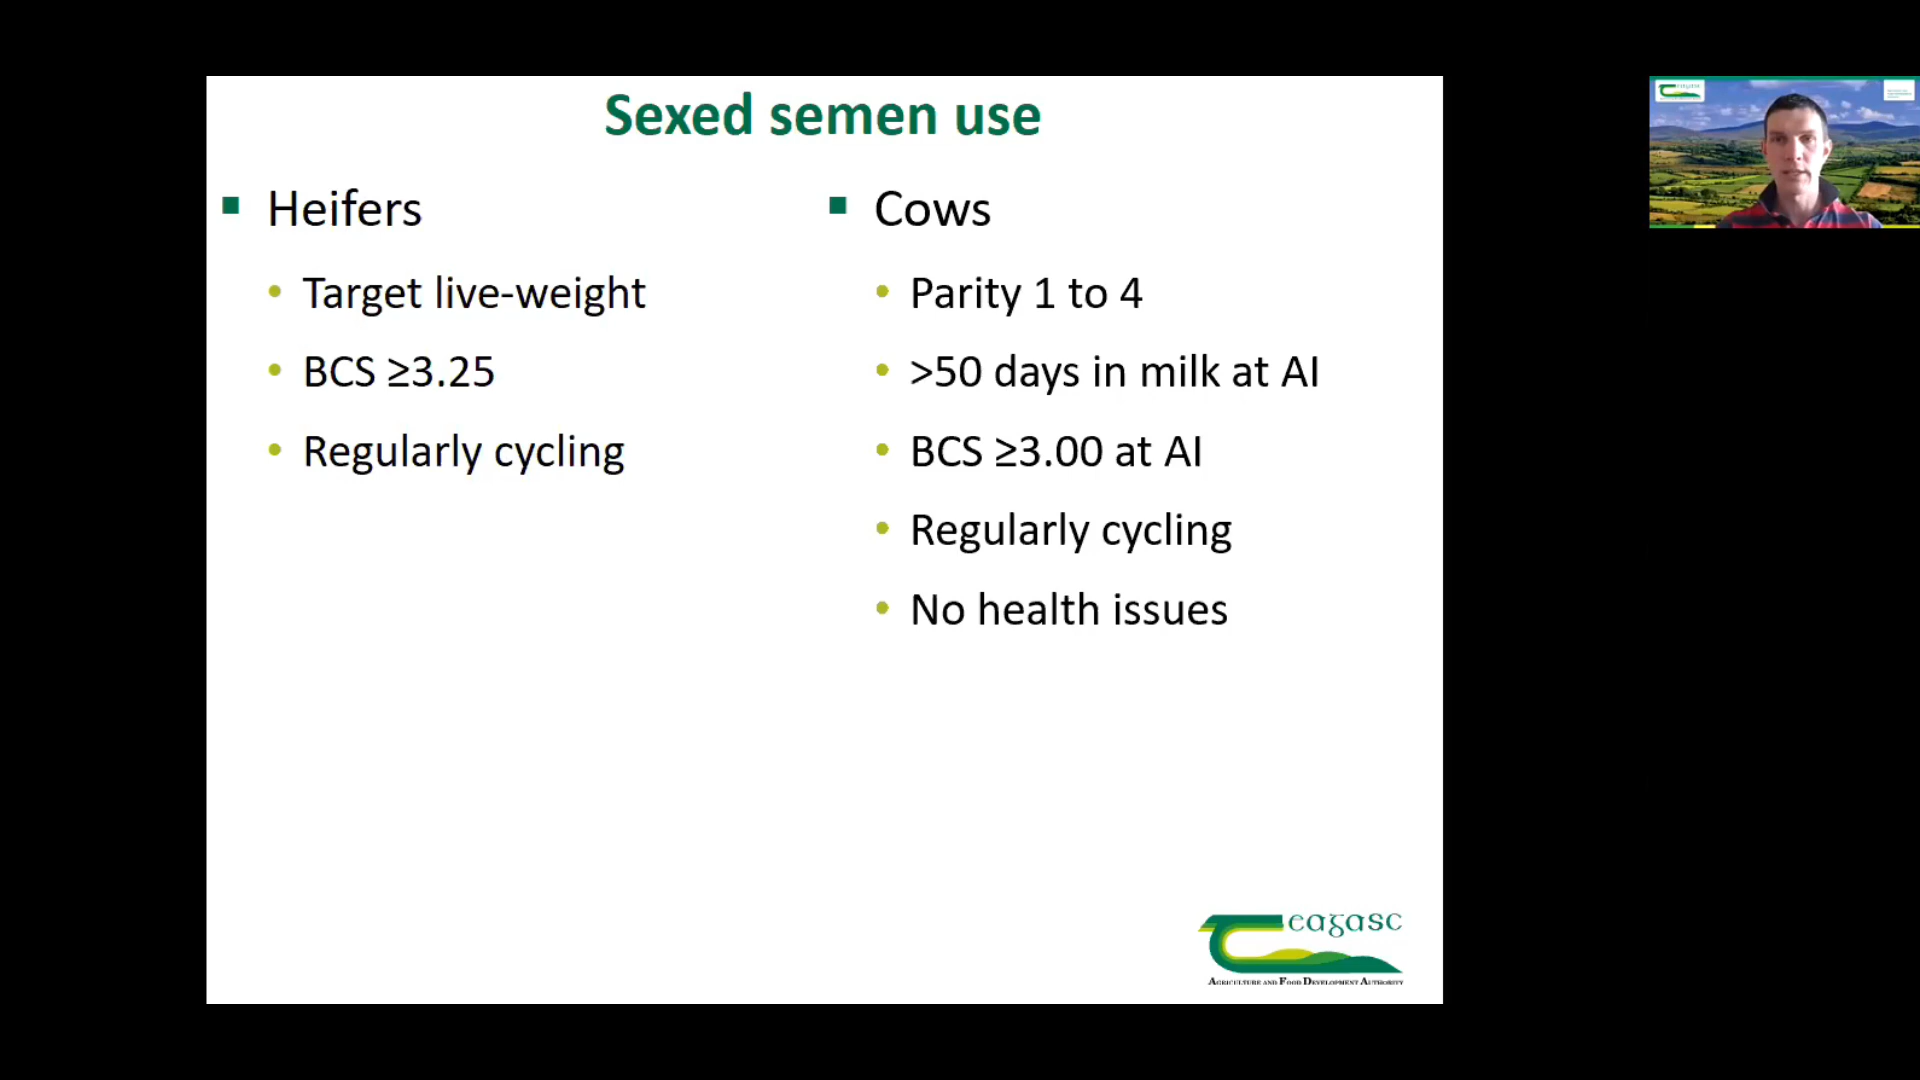 Sexed semen use
Heifers
Target live-weight
BCS ≥3.25
Regularly cycling
Cows
Parity 1 to 4
>50 days in milk at AI
BCS ≥3.00 at AI
Regularly cycling
No health issues
eagasc
AGRICULTURE AND FOOD DEVELOPMENT AUTHORITY